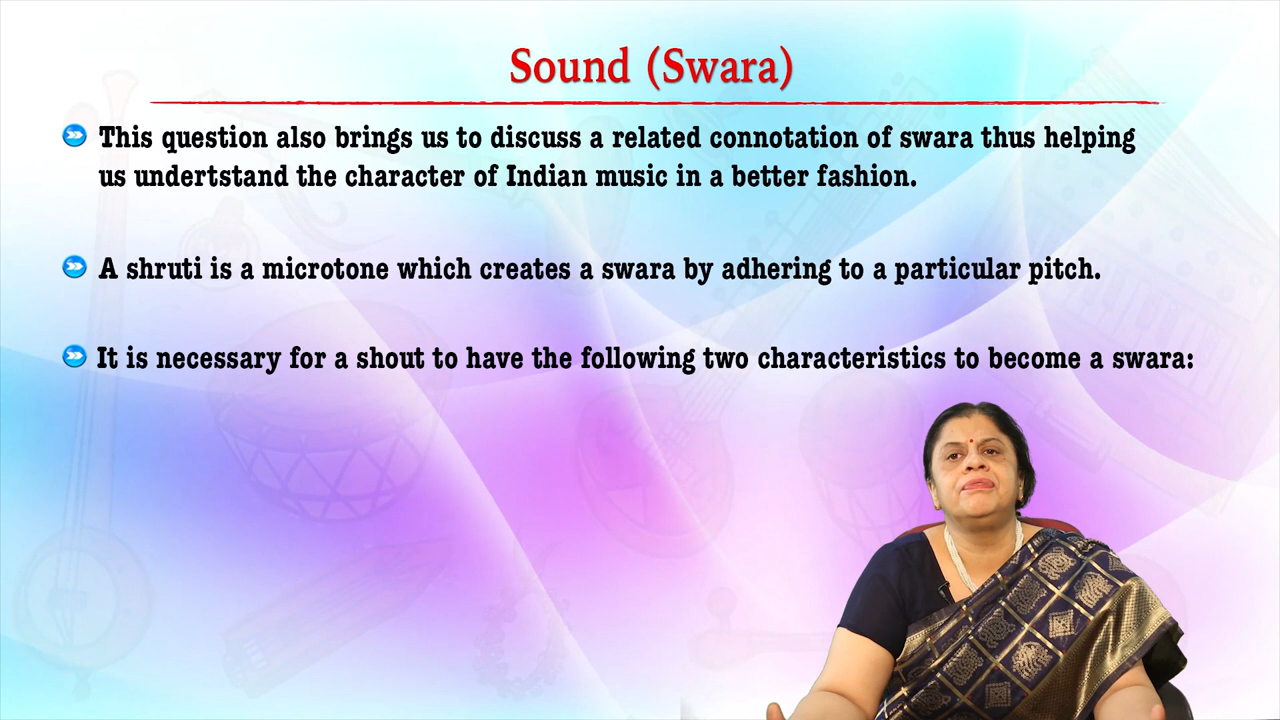 Sound (Swara)
This question also brings us to discuss a related connotation of swara thus helping
us undertstand the character of Indian music in a better fashion.
A shruti is a microtone which creates a swara by adhering to a particular pitch.
It is necessary for a shout to have the following two characteristics to become a swara: